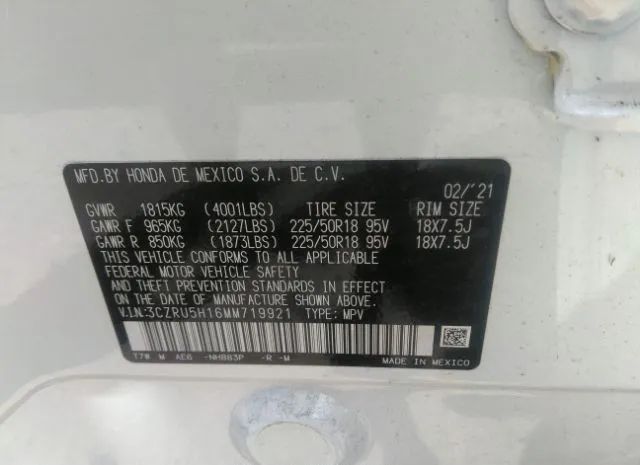 MFD.BY HONDA DE MEXICO S.A. DE C.V.
02/'21
GVWR 1815KG (4001LBS) TIRE SIZE RIM SIZE
GAWR F 965KG (2127LBS) 225/50R18 95V 18X7.5J
GAWR R 850KG (1873LBS) 225/50R18 95V 18X7.5J
THIS VEHICLE CONFORMS TO ALL APPLICABLE
FEDERAL MOTOR VEHICLE SAFETY
AND THEFT PREVENTION STANDARDS IN
EFFECT ON THE DATE OF MANUFACTURE SHOWN ABOVE.
V.I.N:3CZRU5H16MM719921 TYPE: MPV
T7W M AE6 -NH883P -R -M
MADE IN MEXICO